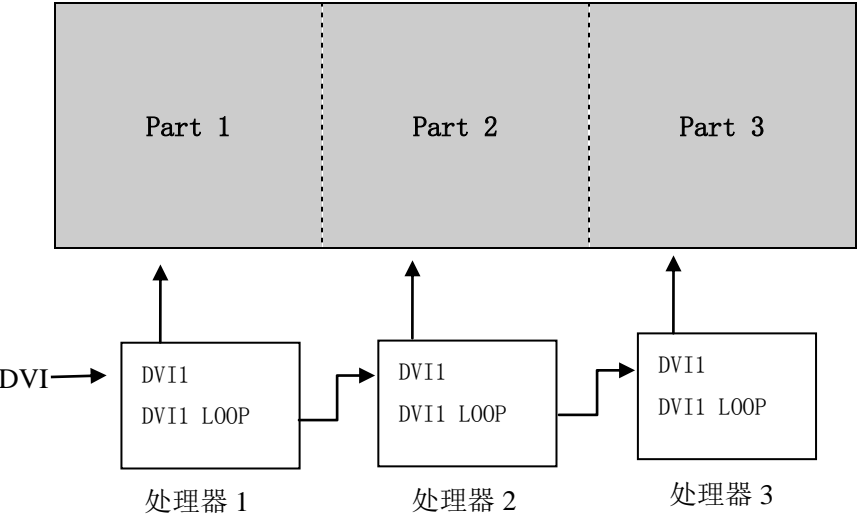 Part 1
Part 2
Part 3
DVI
DVI1
DVI1 LOOP
DVI1
DVI1 LOOP
DVI1
DVI1 LOOP
处理器 1
处理器 2
处理器 3